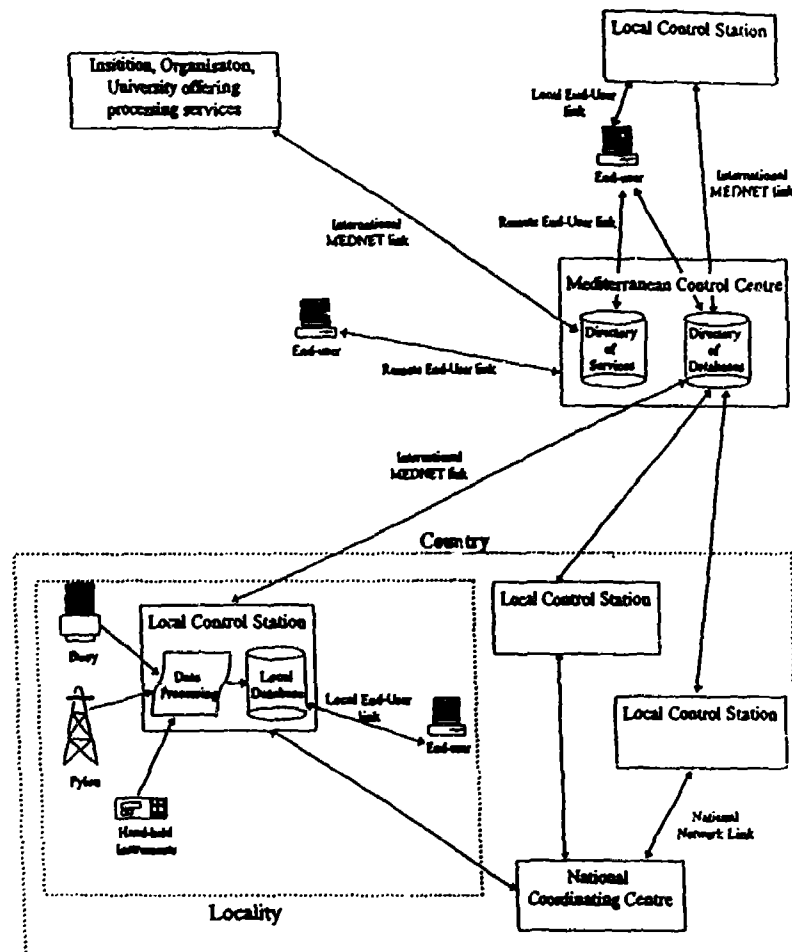 Local Control Station
Insitition, Organisaton,
University offering
processing services
Local End-User
link
End-user
International
MEDNET link
International
MEDNET link
Remote End-User link
Mediterranean Control Centre
Directory
of
Services
Directory
of
Databases
End-user
Remote End-User link
International
MEDNET link
Country
Local Control Station
Local Control Station
Buoy
Data
Processing
Local
Database
Local End-User
link
End-user
Local Control Station
Pylon
Hand-held
Instruments
National
Network Link
National
Coordinating Centre
Locality